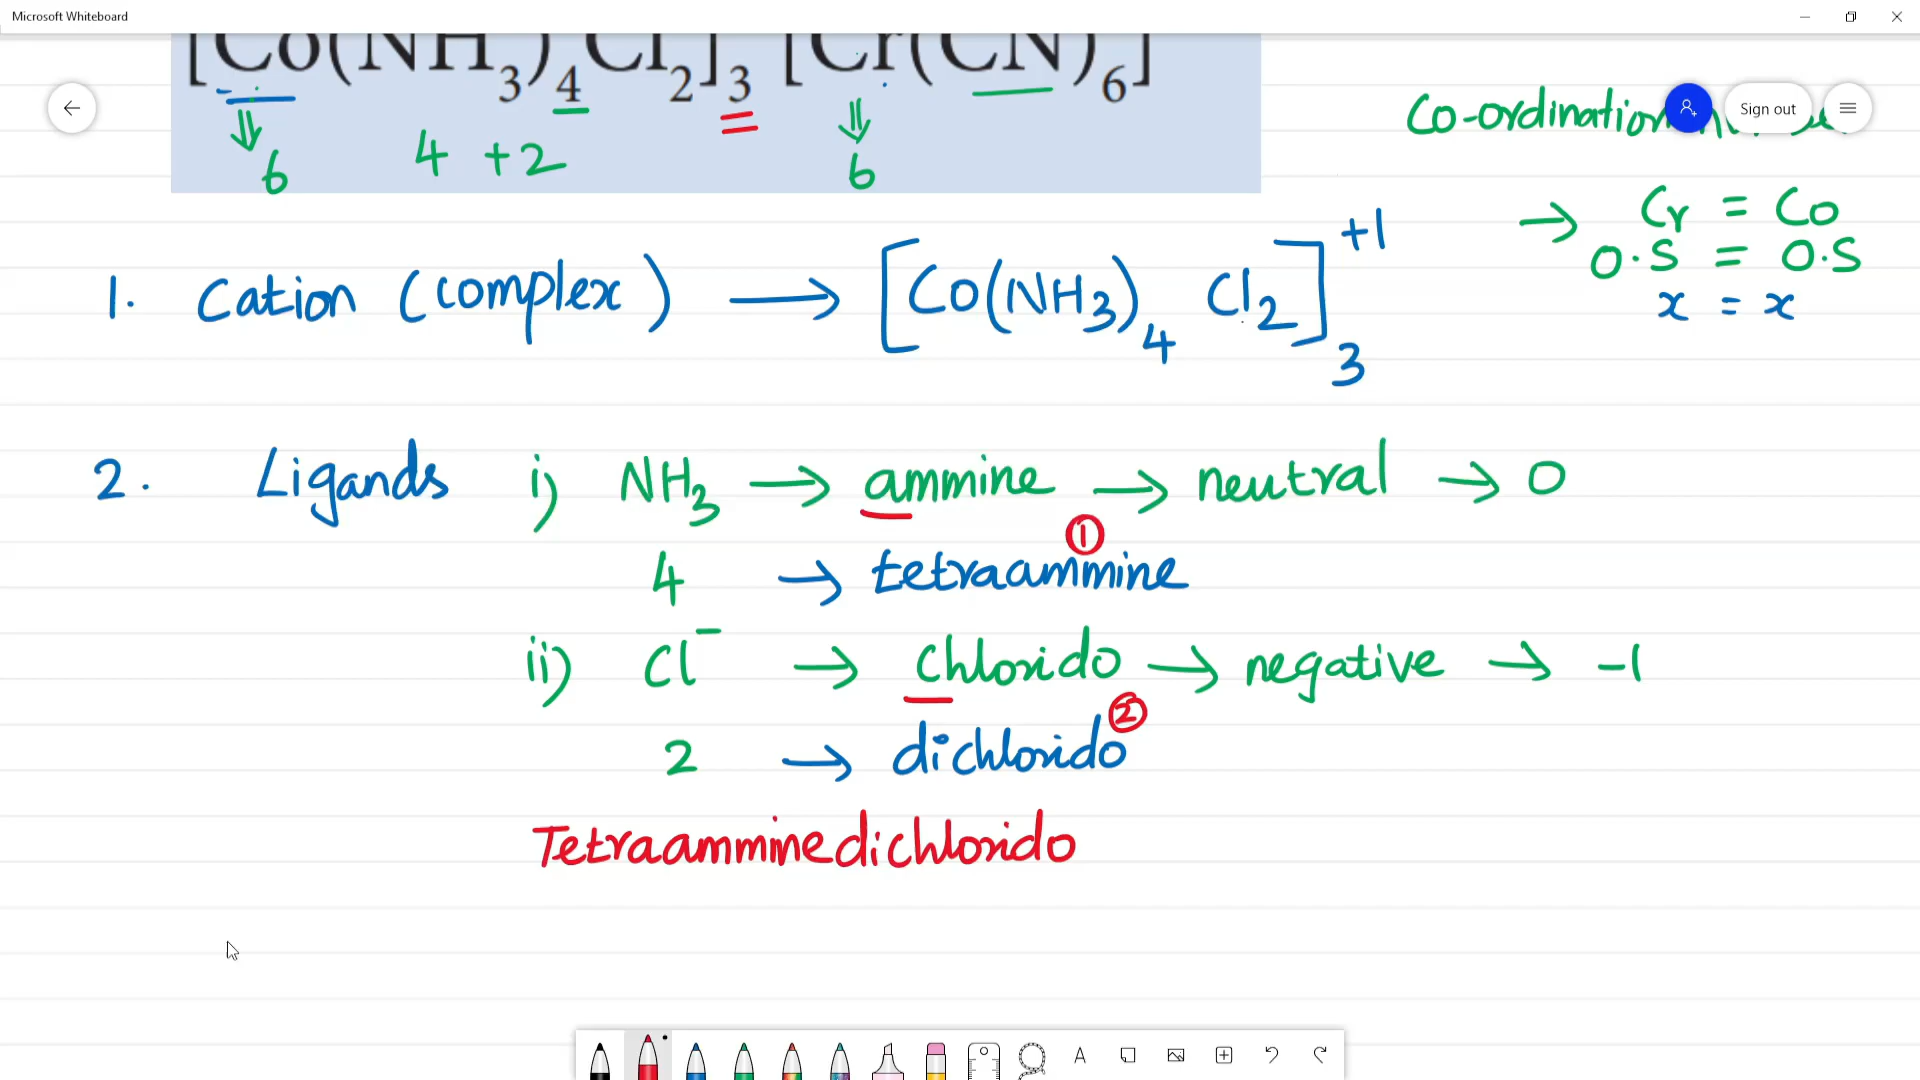 Microsoft Whiteboard
[Co(NH3)4Cl2]3 [Cr(CN)6]
6 4 + 2 6
Co-ordination
Sign out
→ Cr = Co
O.S = O.S
x = x
1. Cation (complex) → [Co(NH3)4 Cl2]3 +1
2. Ligands i) NH3 → ammine → neutral → 0
①
4 → tetraammine
ii) Cl⁻ → chlorido → negative → -1
②
2 → dichlorido
Tetraamminedichlorido
A